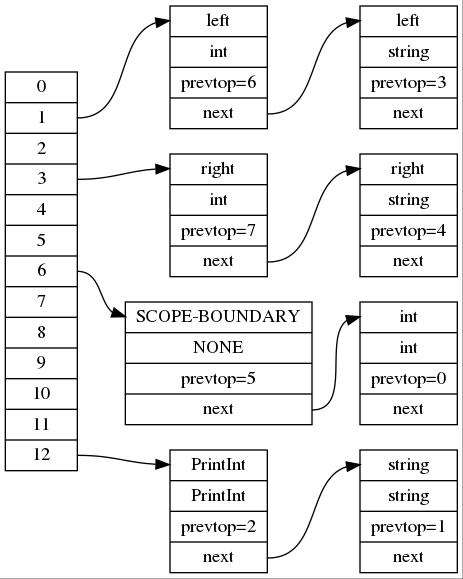 0
1
2
3
4
5
6
7
8
9
10
11
12
left
int
prevtop=6
next
left
string
prevtop=3
next
right
int
prevtop=7
next
right
string
prevtop=4
next
SCOPE-BOUNDARY
NONE
prevtop=5
next
int
int
prevtop=0
next
PrintInt
PrintInt
prevtop=2
next
string
string
prevtop=1
next